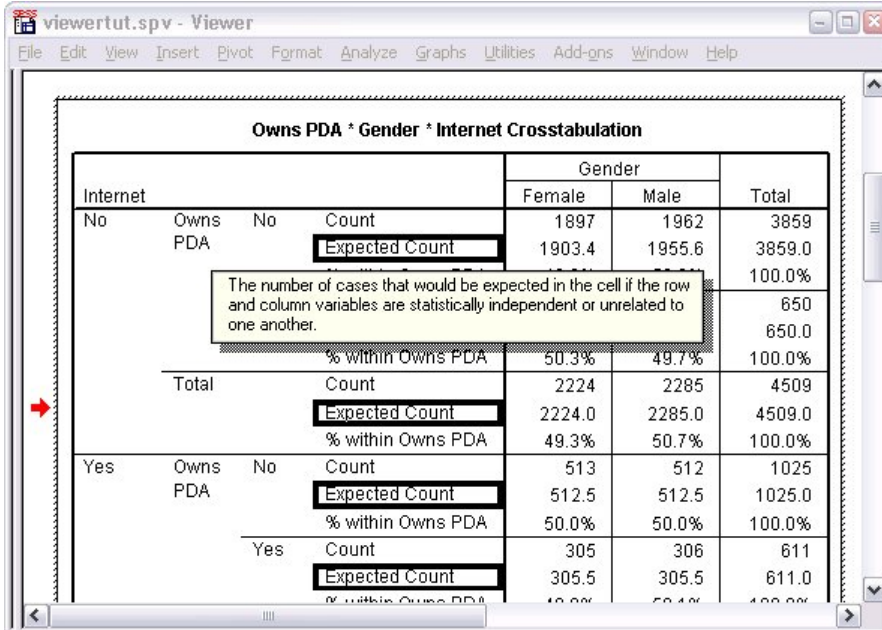 viewertut.spv - Viewer
File Edit View Insert Pivot Format Analyze Graphs Utilities Add-ons Window Help
Owns PDA * Gender * Internet Crosstabulation
Gender
Internet Female Male Total
No Owns PDA No Count 1897 1962 3859
Expected Count 1903.4 1955.6 3859.0
100.0%
The number of cases that would be expected in the cell if the row
and column variables are statistically independent or unrelated to
one another.
650
650.0
% within Owns PDA 50.3% 49.7% 100.0%
Total Count 2224 2285 4509
Expected Count 2224.0 2285.0 4509.0
% within Owns PDA 49.3% 50.7% 100.0%
Yes Owns PDA No Count 513 512 1025
Expected Count 512.5 512.5 1025.0
% within Owns PDA 50.0% 50.0% 100.0%
Yes Count 305 306 611
Expected Count 305.5 305.5 611.0